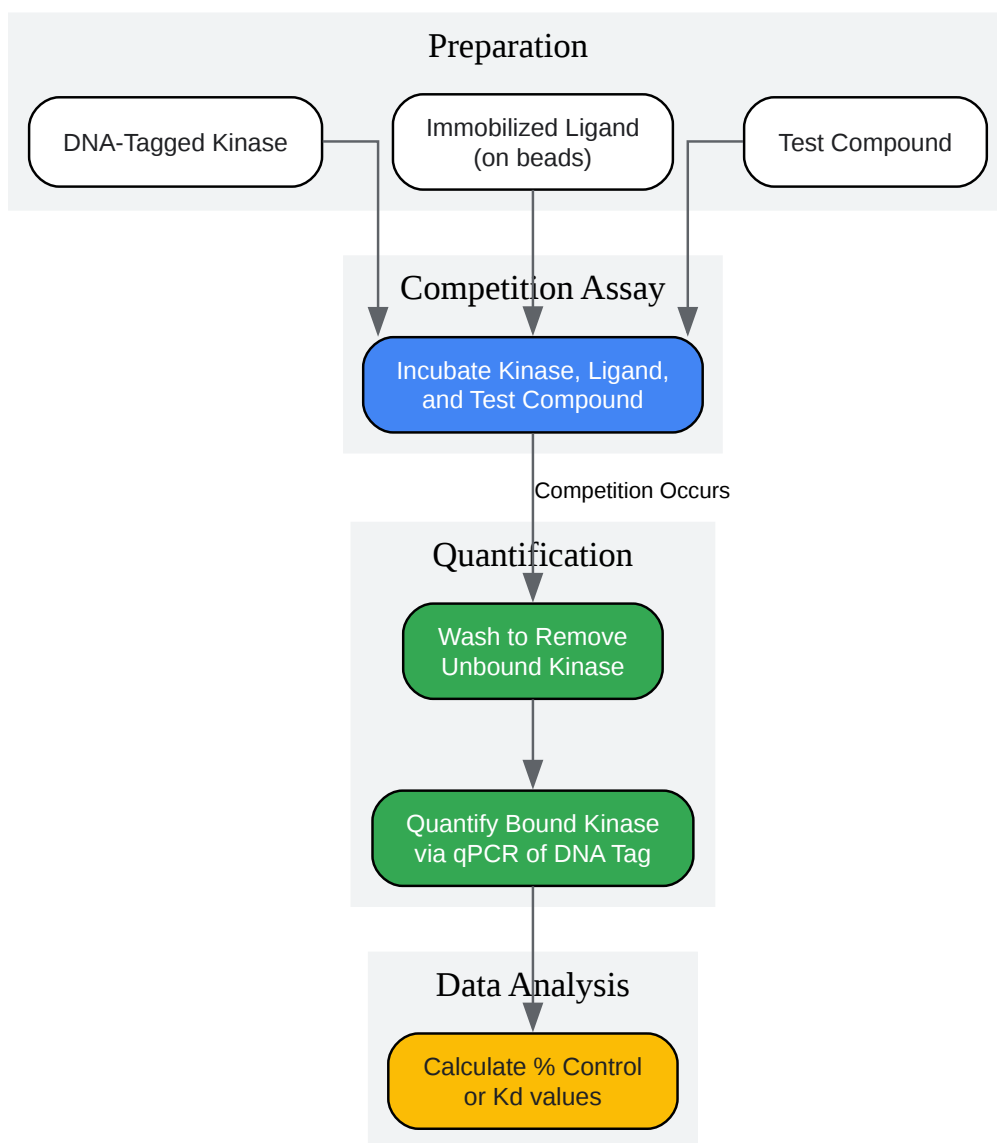 Preparation
DNA-Tagged Kinase
Immobilized Ligand
(on beads)
Test Compound
Competition Assay
Incubate Kinase, Ligand,
and Test Compound
Competition Occurs
Quantification
Wash to Remove
Unbound Kinase
Quantify Bound Kinase
via qPCR of DNA Tag
Data Analysis
Calculate % Control
or Kd values